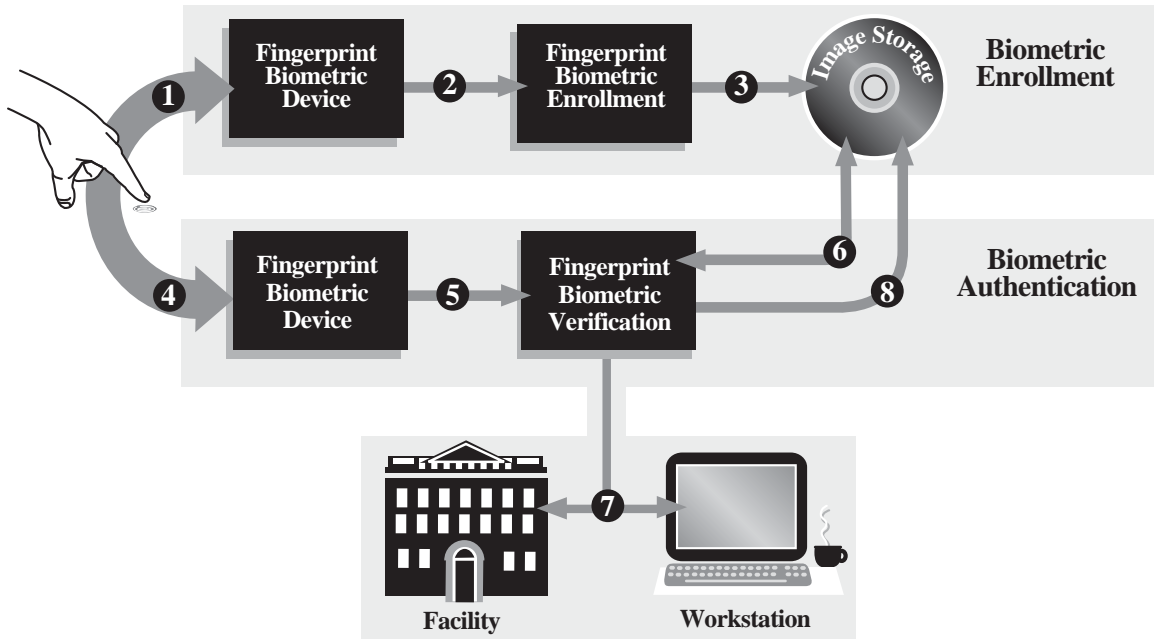 Fingerprint
Biometric
Device
Fingerprint
Biometric
Enrollment
Image Storage
Biometric
Enrollment
1
2
3
Fingerprint
Biometric
Device
Fingerprint
Biometric
Verification
Biometric
Authentication
4
5
6
8
7
Facility
Workstation